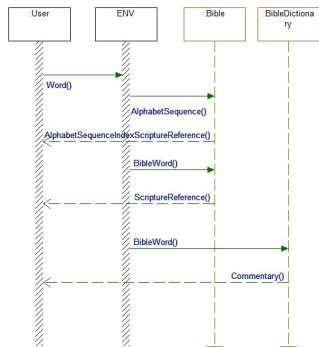 :User
ENV
:Bible
:BibleDictiona
ry
Word()
AlphabetSequence()
AlphabetSequenceIndexScriptureReference()
BibleWord()
ScriptureReference()
BibleWord()
Commentary()